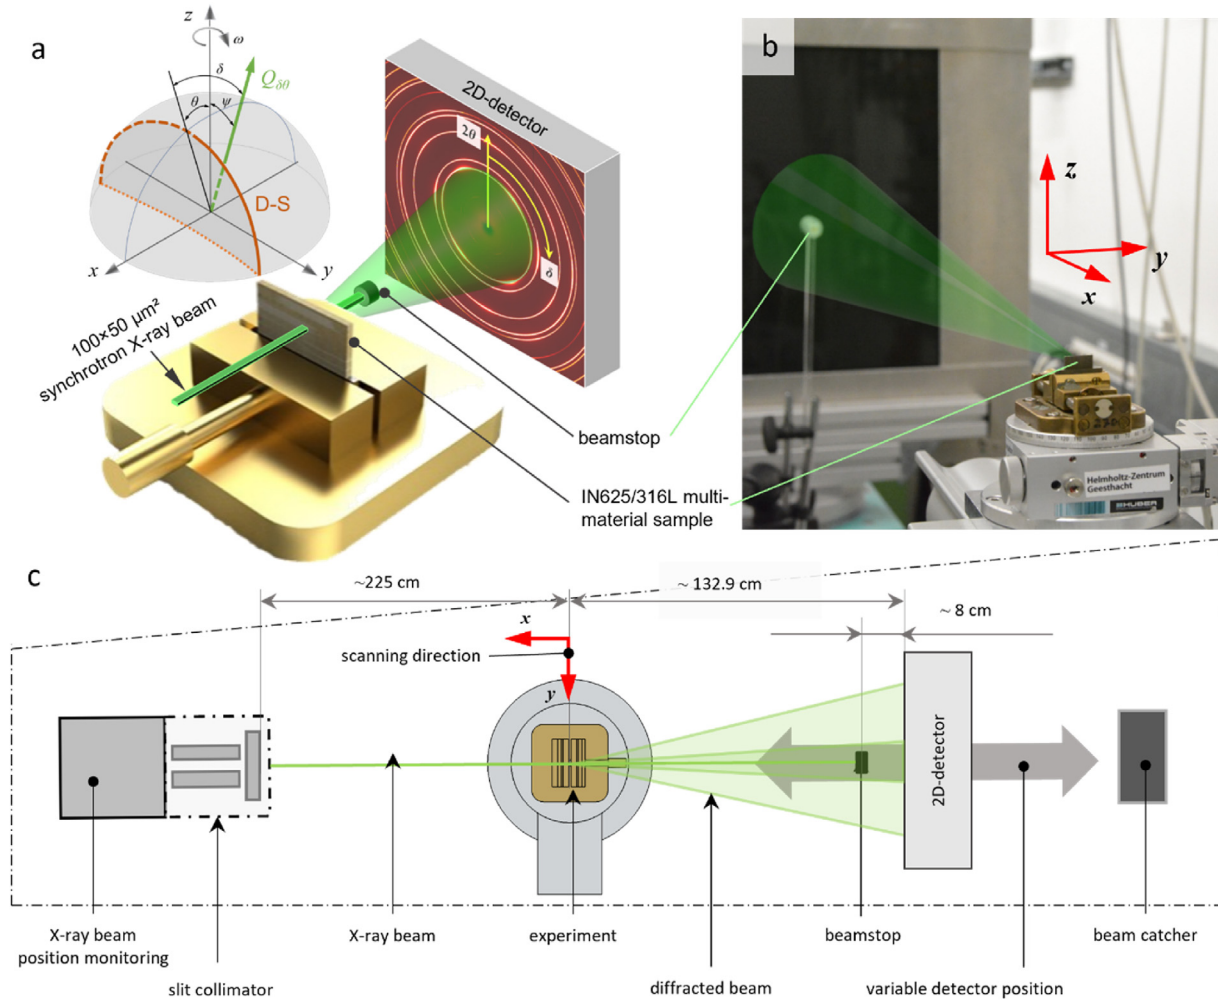 a
z
ω
δ
Q δθ
θ
ψ
D-S
x
y
2D-detector
2θ
δ
100×50 µm²
synchrotron X-ray beam
beamstop
IN625/316L multi-
material sample
b
z
y
x
Helmholtz-Zentrum
Geesthacht
HUBER
c
~225 cm
~ 132.9 cm
~ 8 cm
x
scanning direction
y
2D-detector
X-ray beam
position monitoring
slit collimator
X-ray beam
experiment
diffracted beam
beamstop
variable detector position
beam catcher